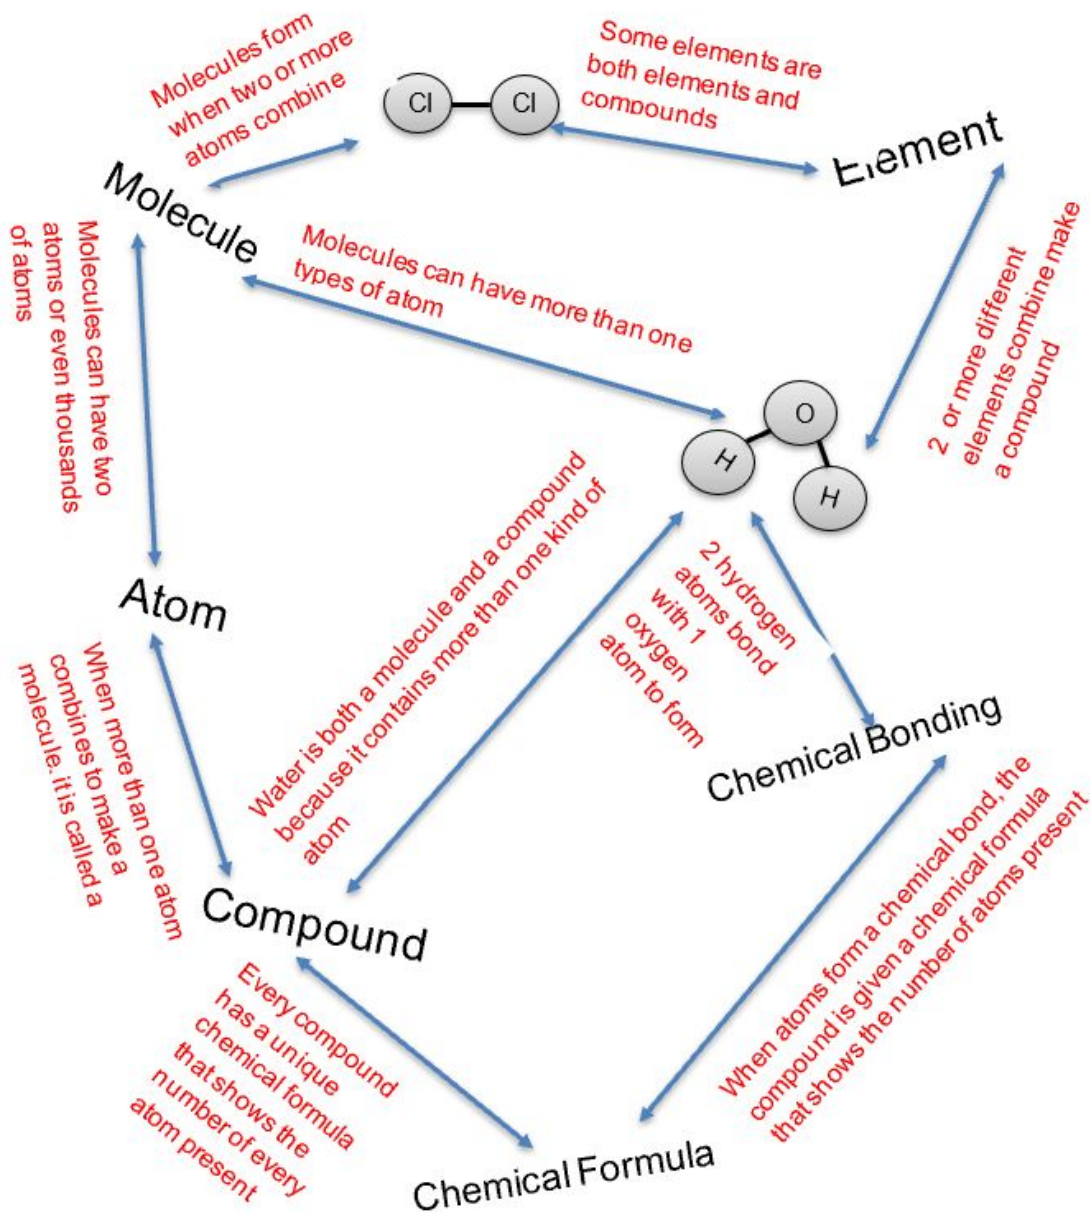 Molecules form
when two or more
atoms combine
Cl
Cl
Some elements are
both elements and
compounds
Element
Molecule
Molecules can have more than one
types of atom
Molecules can have two
atoms or even thousands
of atoms
2 or more different
elements combine make
a compound
O
H
H
Water is both a molecule and a compound
because it contains more than one kind of
atom
2 hydrogen
atoms bond
with 1
oxygen
atom to form
Atom
When more than one atom
combines to make a
molecule. it is called a
Chemical Bonding
Compound
When atoms form a chemical bond, the
compound is given a chemical formula
that shows the number of atoms present
Every compound
has a unique
chemical formula
that shows the
number of every
atom present
Chemical Formula